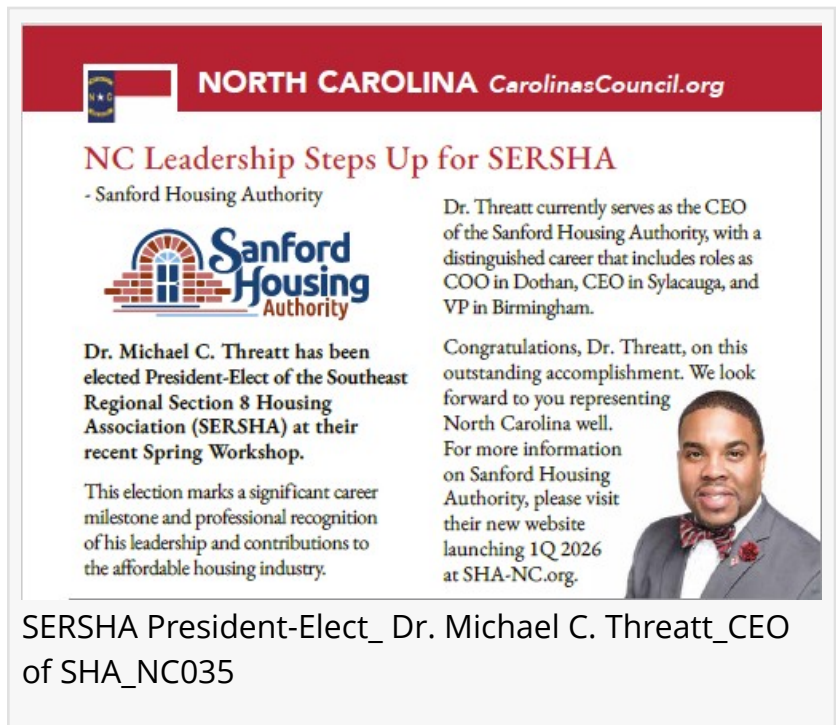 NORTH CAROLINA CarolinasCouncil.org
N C
NC Leadership Steps Up for SERSHA
- Sanford Housing Authority
Sanford
Housing
Authority
Dr. Michael C. Threatt has been
elected President-Elect of the Southeast
Regional Section 8 Housing
Association (SERSHA) at their
recent Spring Workshop.
This election marks a significant career
milestone and professional recognition
of his leadership and contributions to
the affordable housing industry.
Dr. Threatt currently serves as the CEO
of the Sanford Housing Authority, with a
distinguished career that includes roles as
COO in Dothan, CEO in Sylacauga, and
VP in Birmingham.
Congratulations, Dr. Threatt, on this
outstanding accomplishment. We look
forward to you representing
North Carolina well.
For more information
on Sanford Housing
Authority, please visit
their new website
launching 1Q 2026
at SHA-NC.org.
SERSHA President-Elect_ Dr. Michael C. Threatt_CEO
of SHA_NC035